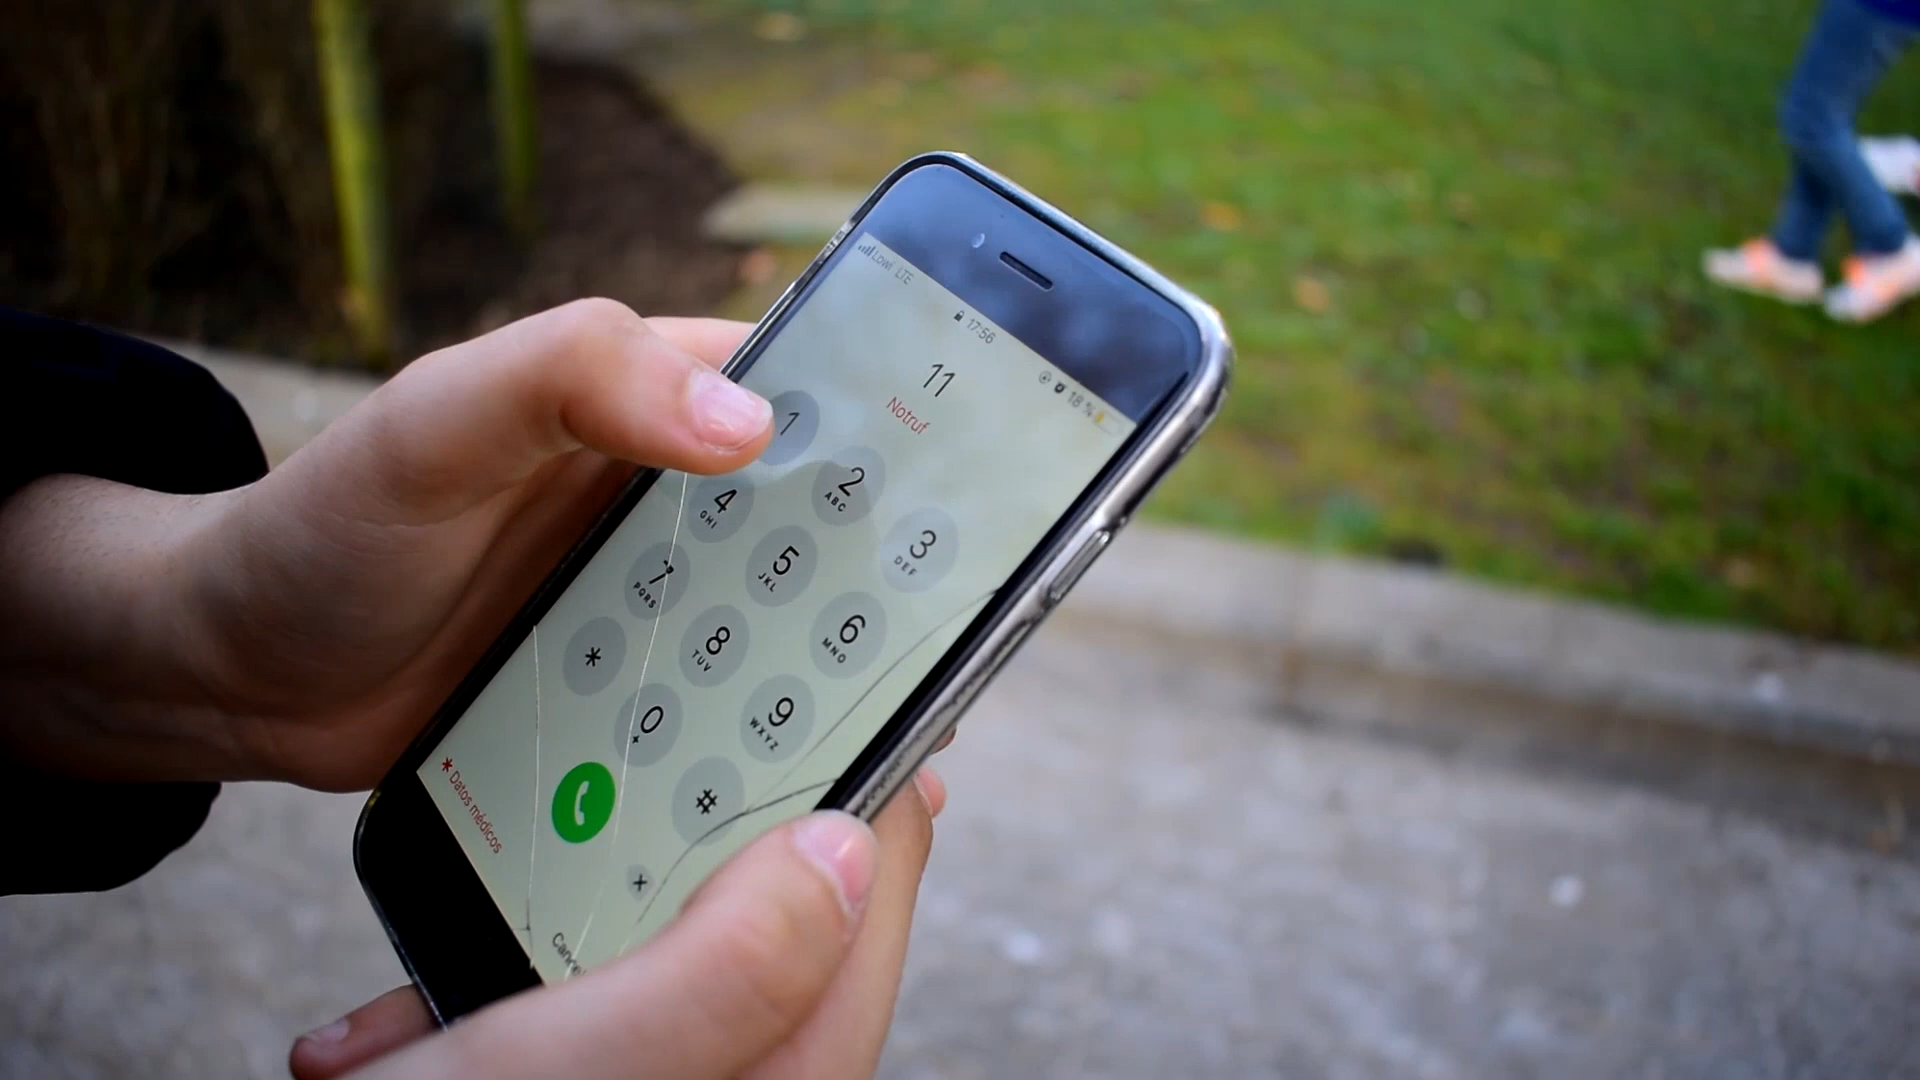 Lowi LTE
17:56
18 %
11
Notruf
1
2 ABC
3 DEF
4 GHI
5 JKL
6 MNO
7 PQRS
8 TUV
9 WXYZ
*
0 +
#
* Datos médicos